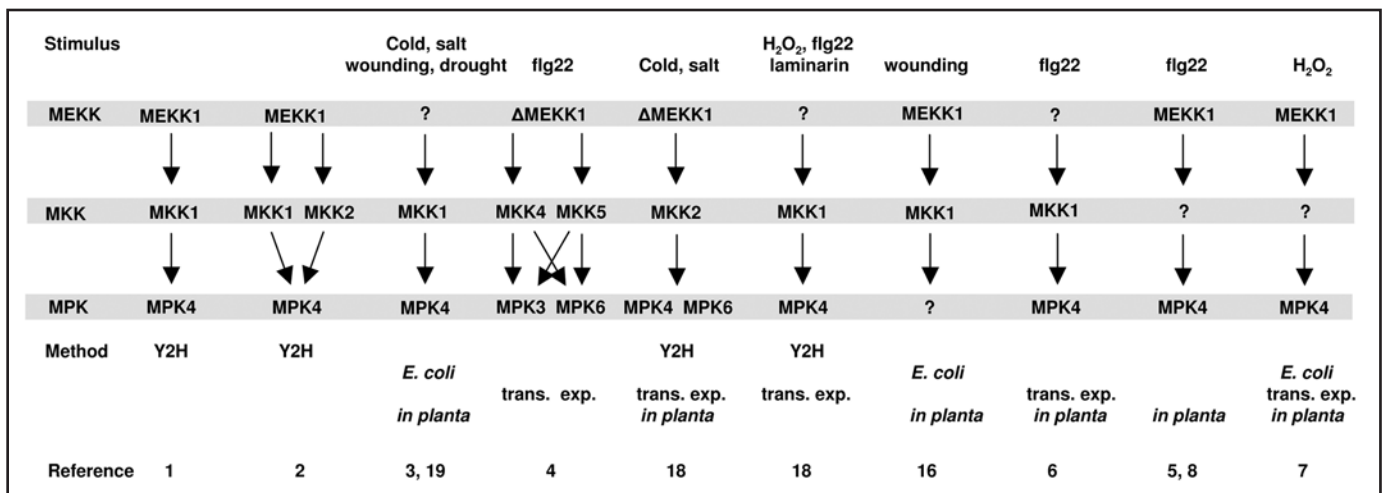 Stimulus
Cold, salt
wounding, drought
flg22
Cold, salt
H₂O₂, flg22
laminarin
wounding
flg22
flg22
H₂O₂
MEKK MEKK1 MEKK1 ? ΔMEKK1 ΔMEKK1 ? MEKK1 ? MEKK1 MEKK1
MKK MKK1 MKK1 MKK2 MKK1 MKK4 MKK5 MKK2 MKK1 MKK1 MKK1 ? ?
MPK MPK4 MPK4 MPK4 MPK3 MPK6 MPK4 MPK6 MPK4 ? MPK4 MPK4 MPK4
Method Y2H Y2H Y2H Y2H
E. coli E. coli E. coli
trans. exp. trans. exp. trans. exp. trans. exp. trans. exp.
in planta in planta in planta in planta in planta in planta
Reference 1 2 3, 19 4 18 18 16 6 5, 8 7